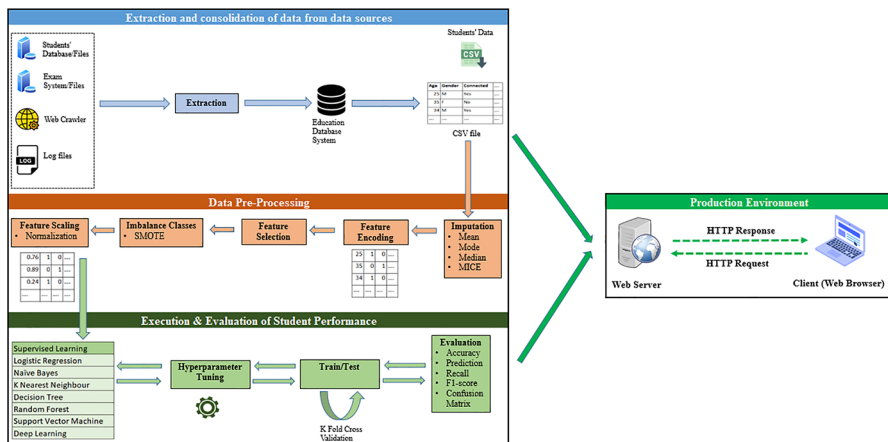 Extraction and consolidation of data from data sources
Students'
Database/Files
Exam
System/Files
Web Crawler
LOG
Log files
Extraction
Education
Database
System
Students' Data
CSV
Age Gender Connected ....
25 M Yes ....
35 F No ....
34 M Yes ....
.... .... .... ....
CSV file
Data Pre-Processing
Feature Scaling
• Normalization
Imbalance Classes
• SMOTE
Feature
Selection
Feature
Encoding
Imputation
• Mean
• Mode
• Median
• MICE
0.76 1 0 ....
0.89 0 1 ....
0.24 1 0 ....
.... .... .... ....
25 1 0 ....
35 0 1 ....
34 1 0 ....
.... .... .... ....
Execution & Evaluation of Student Performance
Supervised Learning
Logistic Regression
Naïve Bayes
K Nearest Neighbour
Decision Tree
Random Forest
Support Vector Machine
Deep Learning
Hyperparameter
Tuning
Train/Test
K Fold Cross
Validation
Evaluation
• Accuracy
• Prediction
• Recall
• F1-score
• Confusion
Matrix
Production Environment
HTTP Response
HTTP Request
Web Server
Client (Web Browser)